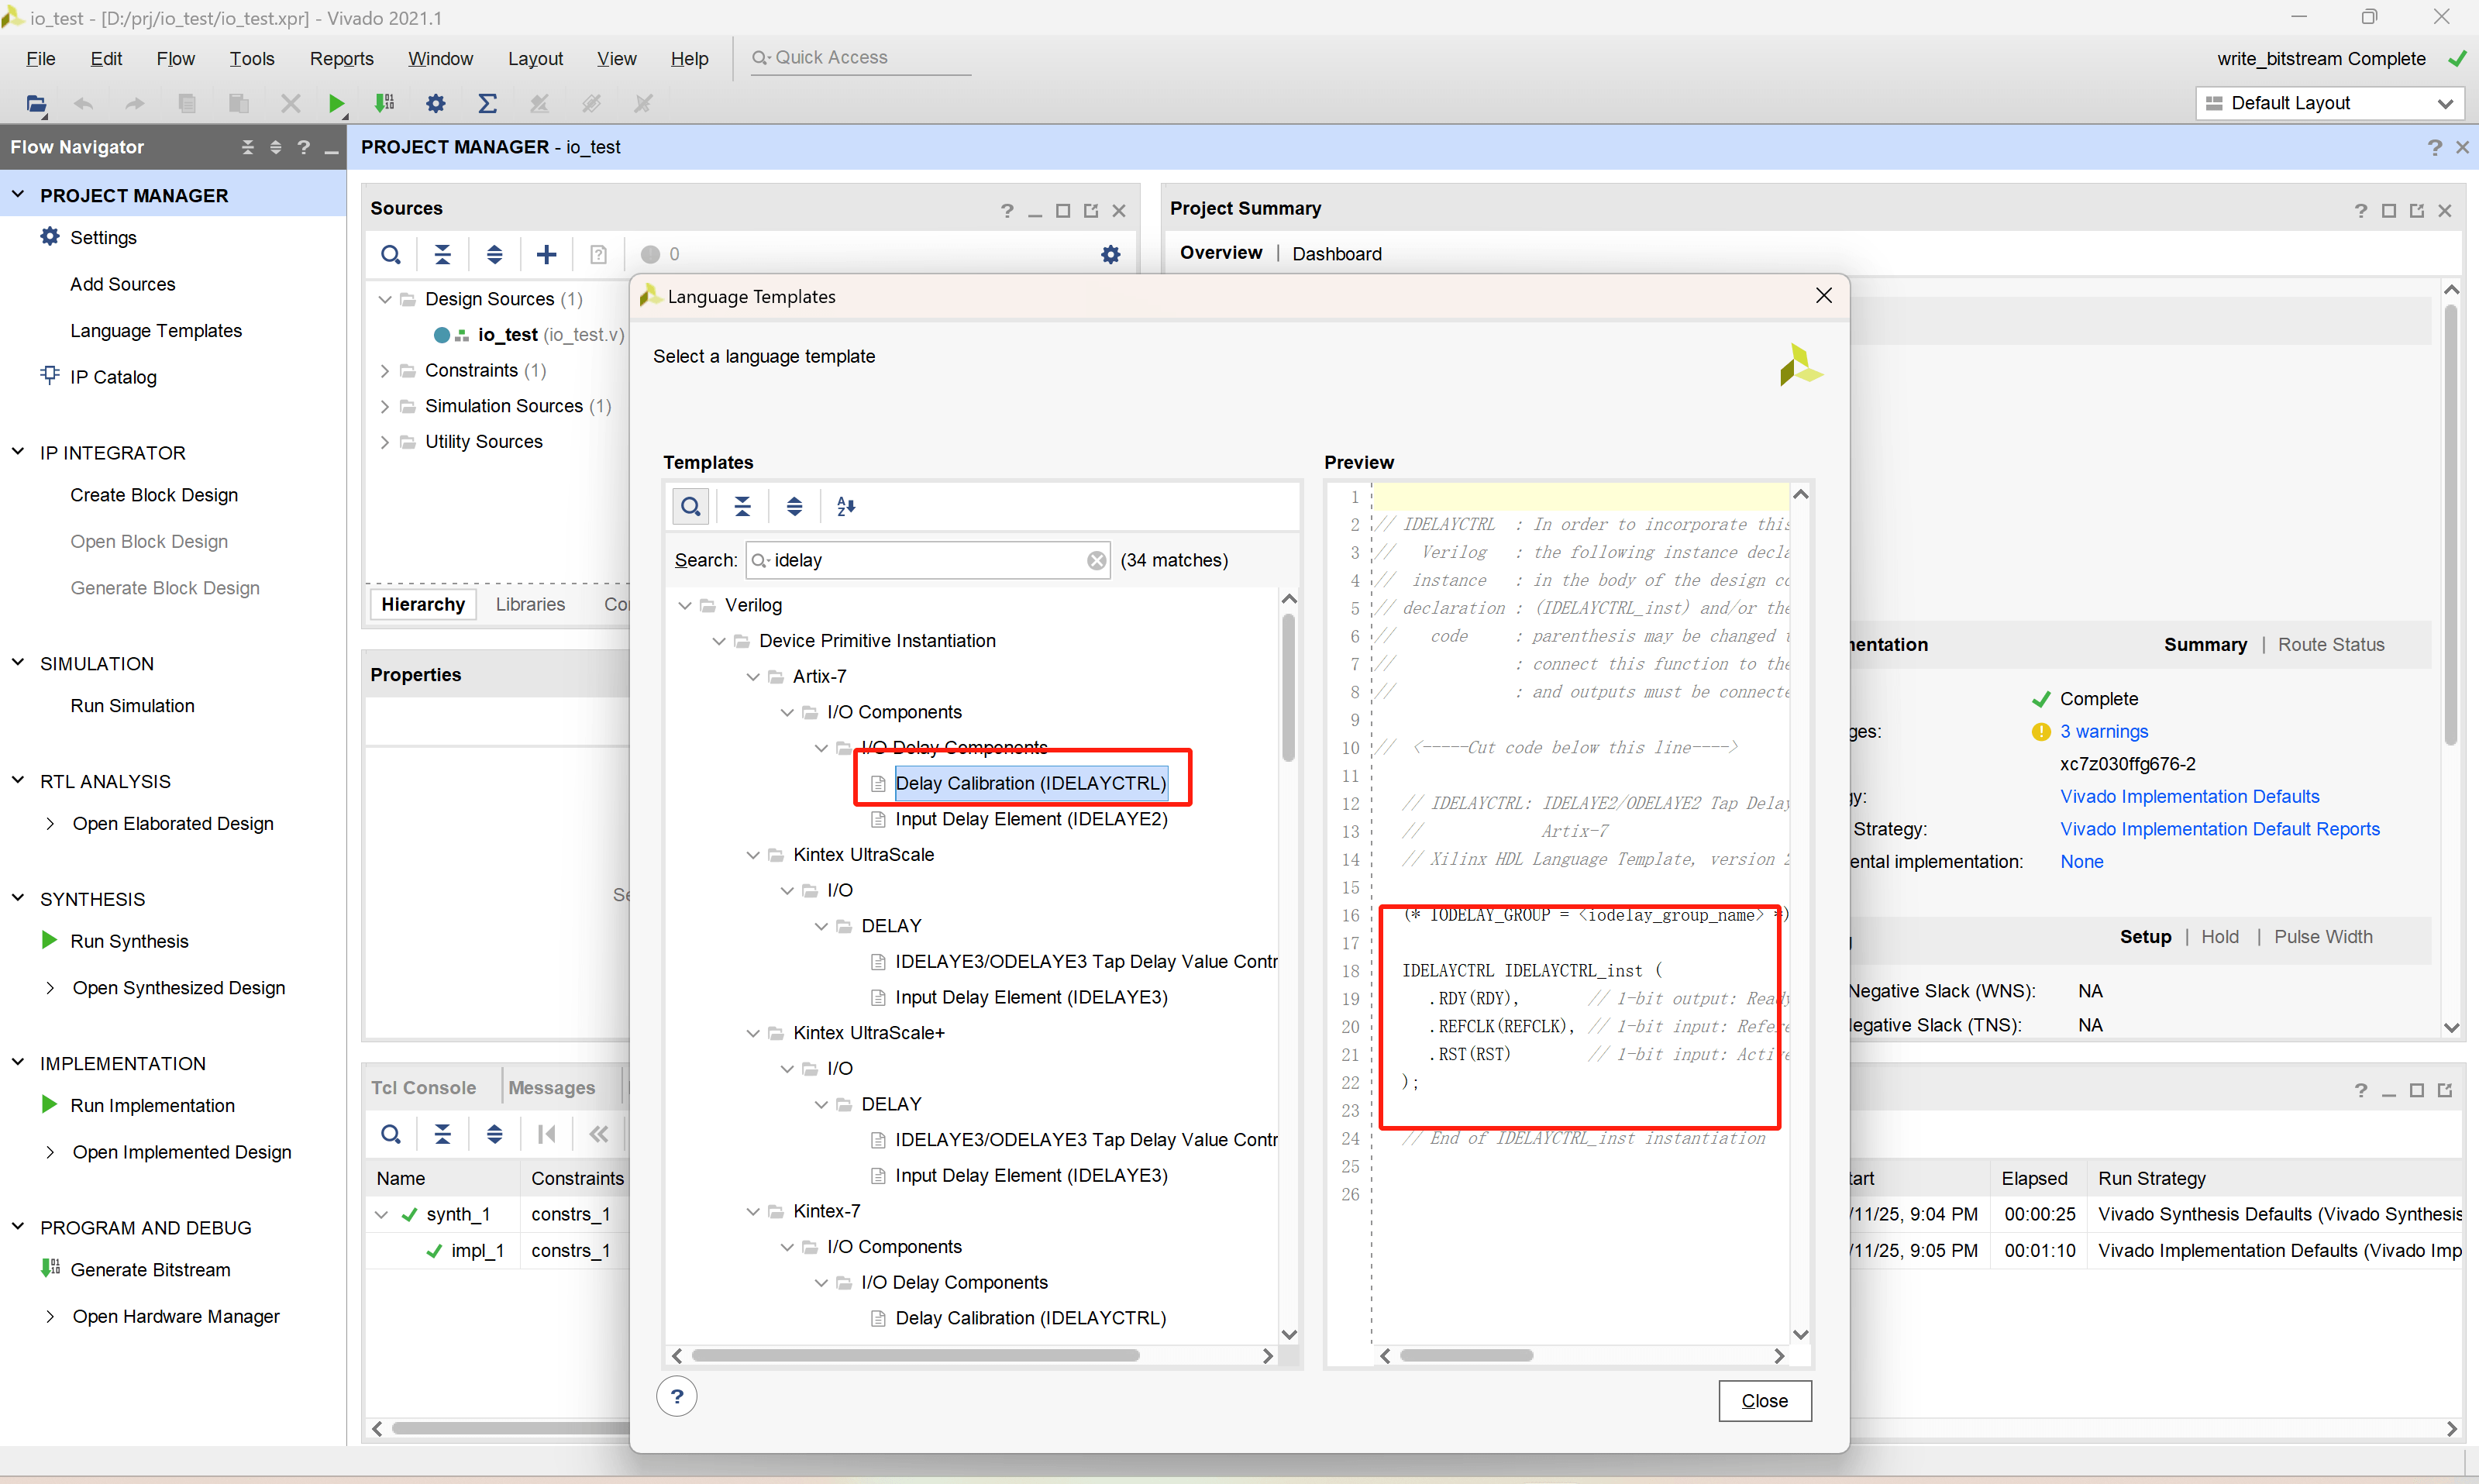 io_test - [D:/prj/io_test/io_test.xpr] - Vivado 2021.1
File Edit Flow Tools Reports Window Layout View Help Quick Access
write_bitstream Complete
Default Layout
Flow Navigator
PROJECT MANAGER - io_test
PROJECT MANAGER
Settings
Add Sources
Language Templates
IP Catalog
IP INTEGRATOR
Create Block Design
Open Block Design
Generate Block Design
SIMULATION
Run Simulation
RTL ANALYSIS
Open Elaborated Design
SYNTHESIS
Run Synthesis
Open Synthesized Design
IMPLEMENTATION
Run Implementation
Open Implemented Design
PROGRAM AND DEBUG
Generate Bitstream
Open Hardware Manager
Sources
0
Design Sources (1)
io_test (io_test.v)
Constraints (1)
Simulation Sources (1)
Utility Sources
Hierarchy Libraries
Properties
Tcl Console Messages
Name Constraints
synth_1 constrs_1
impl_1 constrs_1
Project Summary
Overview | Dashboard
Language Templates
Select a language template
Templates
Search: idelay (34 matches)
Verilog
Device Primitive Instantiation
Artix-7
I/O Components
I/O Delay Components
Delay Calibration (IDELAYCTRL)
Input Delay Element (IDELAYE2)
Kintex UltraScale
I/O
DELAY
IDELAYE3/ODELAYE3 Tap Delay Value Contr
Input Delay Element (IDELAYE3)
Kintex UltraScale+
I/O
DELAY
IDELAYE3/ODELAYE3 Tap Delay Value Contr
Input Delay Element (IDELAYE3)
Kintex-7
I/O Components
I/O Delay Components
Delay Calibration (IDELAYCTRL)
Preview
1
2 // IDELAYCTRL : In order to incorporate this
3 // Verilog : the following instance decla
4 // instance : in the body of the design co
5 // declaration : (IDELAYCTRL_inst) and/or the
6 // code : parenthesis may be changed
7 // : connect this function to the
8 // : and outputs must be connecte
9
10 // <-----Cut code below this line---->
11
12 // IDELAYCTRL: IDELAYE2/ODELAYE2 Tap Delay
13 // Artix-7
14 // Xilinx HDL Language Template, version 2
15
16 (* IODELAY_GROUP = <iodelay_group_name> *)
17
18 IDELAYCTRL IDELAYCTRL_inst (
19 .RDY(RDY), // 1-bit output: Ready
20 .REFCLK(REFCLK), // 1-bit input: Refere
21 .RST(RST) // 1-bit input: Active
22 );
23
24 // End of IDELAYCTRL_inst instantiation
25
26
Close
entation Summary | Route Status
Complete
ges: 3 warnings
xc7z030ffg676-2
gy: Vivado Implementation Defaults
Strategy: Vivado Implementation Default Reports
ental implementation: None
Setup | Hold | Pulse Width
Negative Slack (WNS): NA
legative Slack (TNS): NA
tart Elapsed Run Strategy
/11/25, 9:04 PM 00:00:25 Vivado Synthesis Defaults (Vivado Synthesis
/11/25, 9:05 PM 00:01:10 Vivado Implementation Defaults (Vivado Imp